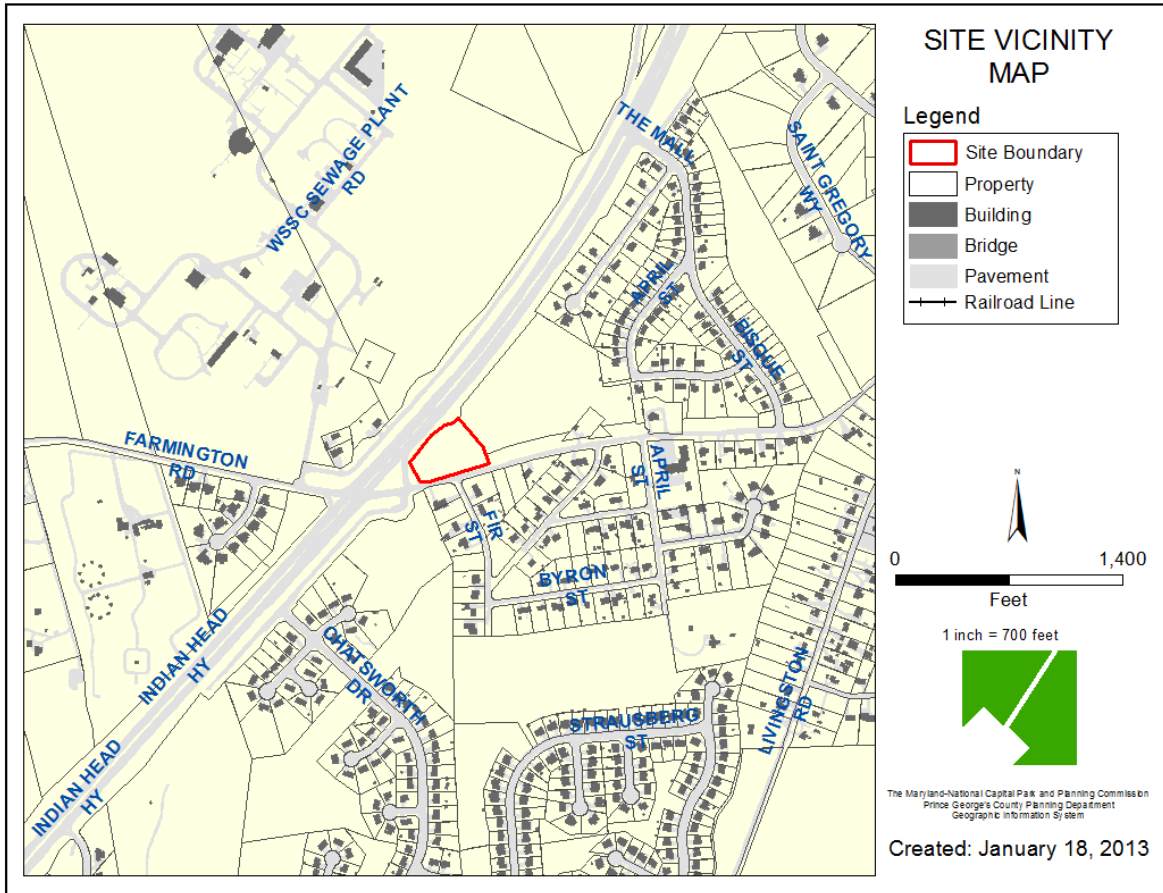 SITE VICINITY
MAP
Legend
Site Boundary
Property
Building
Bridge
Pavement
Railroad Line
N
0
1,400
Feet
1 inch = 700 feet
The Maryland-National Capital Park and Planning Commission
Prince George's County Planning Department
Geographic Information System
Created: January 18, 2013
WSSC SEWAGE PLANT
RD
THE MALL
SAINT GREGORY
WY
APRIL
ST
BISQUE
ST
FARMINGTON
RD
FIR
ST
APRIL
ST
BYRON
ST
INDIAN HEAD
HY
CHATSWORTH
DR
LIVINGSTON
RD
STRAUSBERG
ST
INDIAN HEAD
HY